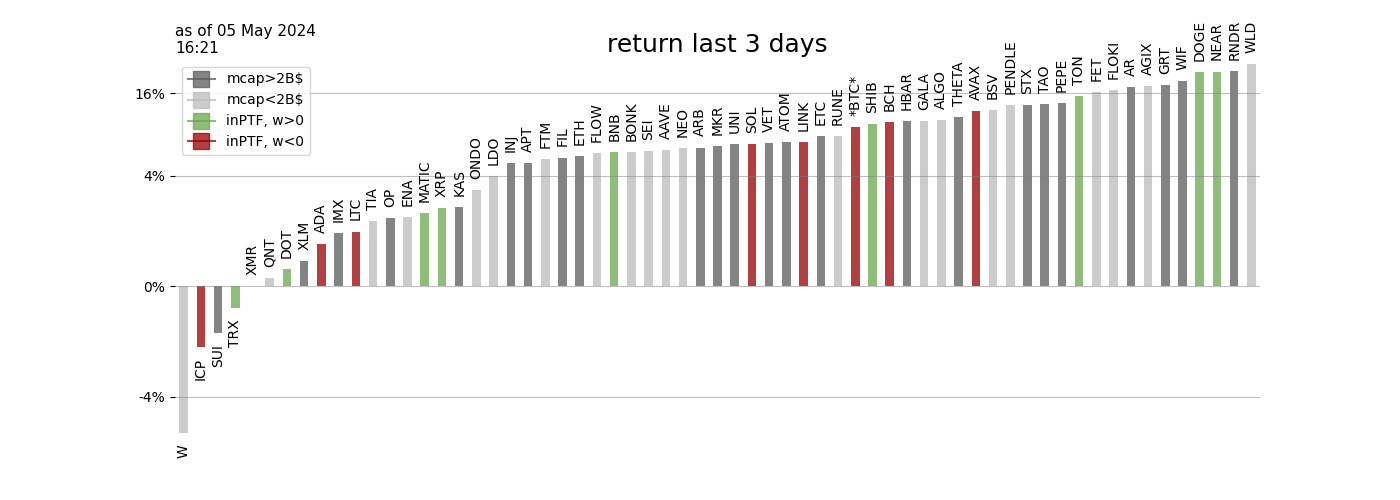 as of 05 May 2024
16:21
return last 3 days
mcap>2B$
mcap<2B$
inPTF, w>0
inPTF, w<0
16%
4%
0%
-4%
W
ICP
SUI
TRX
XMR
QNT
DOT
XLM
ADA
IMX
LTC
TIA
OP
ENA
MATIC
XRP
KAS
ONDO
LDO
INJ
APT
FTM
FIL
ETH
FLOW
BNB
BONK
SEI
AAVE
NEO
ARB
MKR
UNI
SOL
VET
ATOM
LINK
ETC
RUNE
*BTC*
SHIB
BCH
HBAR
GALA
ALGO
THETA
AVAX
BSV
PENDLE
STX
TAO
PEPE
TON
FET
FLOKI
AR
AGIX
GRT
WIF
DOGE
NEAR
RNDR
WLD